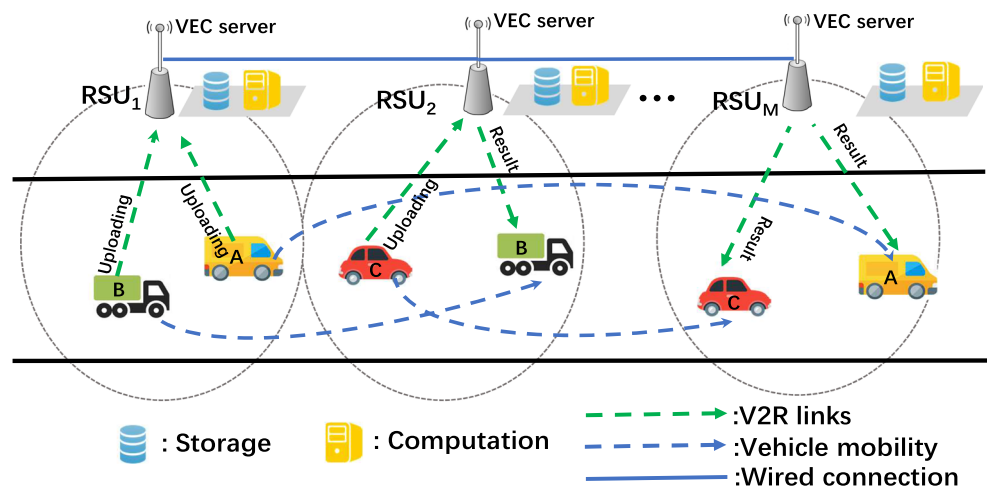 VEC server
VEC server
VEC server
RSU1
RSU2
...
RSUM
Uploading
Uploading
Uploading
Result
Result
Result
B
A
C
B
C
A
: Storage
: Computation
:V2R links
:Vehicle mobility
:Wired connection